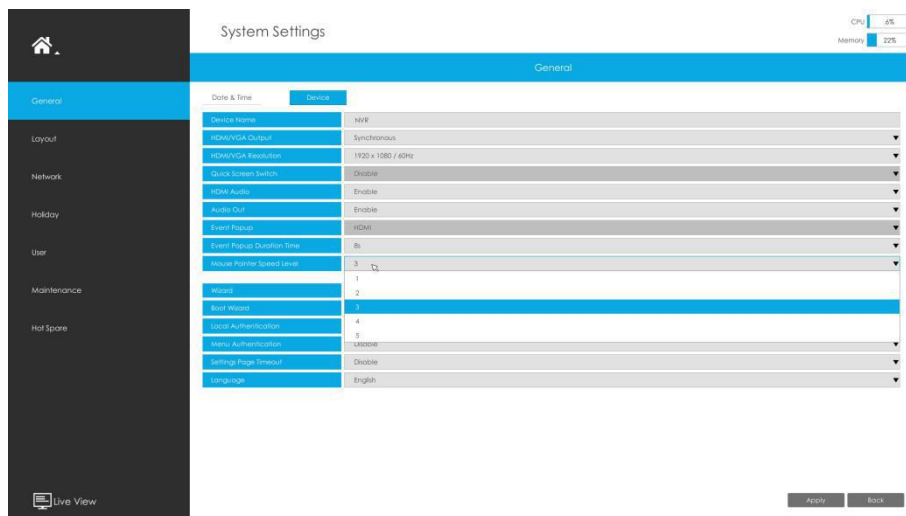 System Settings
CPU 6%
Memory 22%
General
General
Layout
Network
Holiday
User
Maintenance
Hot Spare
Live View
Date & Time Device
Device Name NVR
HDMI/VGA Output Synchronous
HDMI/VGA Resolution 1920 x 1080 / 60Hz
Quick Screen Switch Disable
HDMI Audio Enable
Audio Out Enable
Event Popup HDMI
Event Popup Duration Time 8s
Mouse Pointer Speed Level 3
1
Wizard 2
Boot Wizard 3
Local Authentication 4
5
Menu Authentication Disable
Settings Page Timeout Disable
Language English
Apply Back